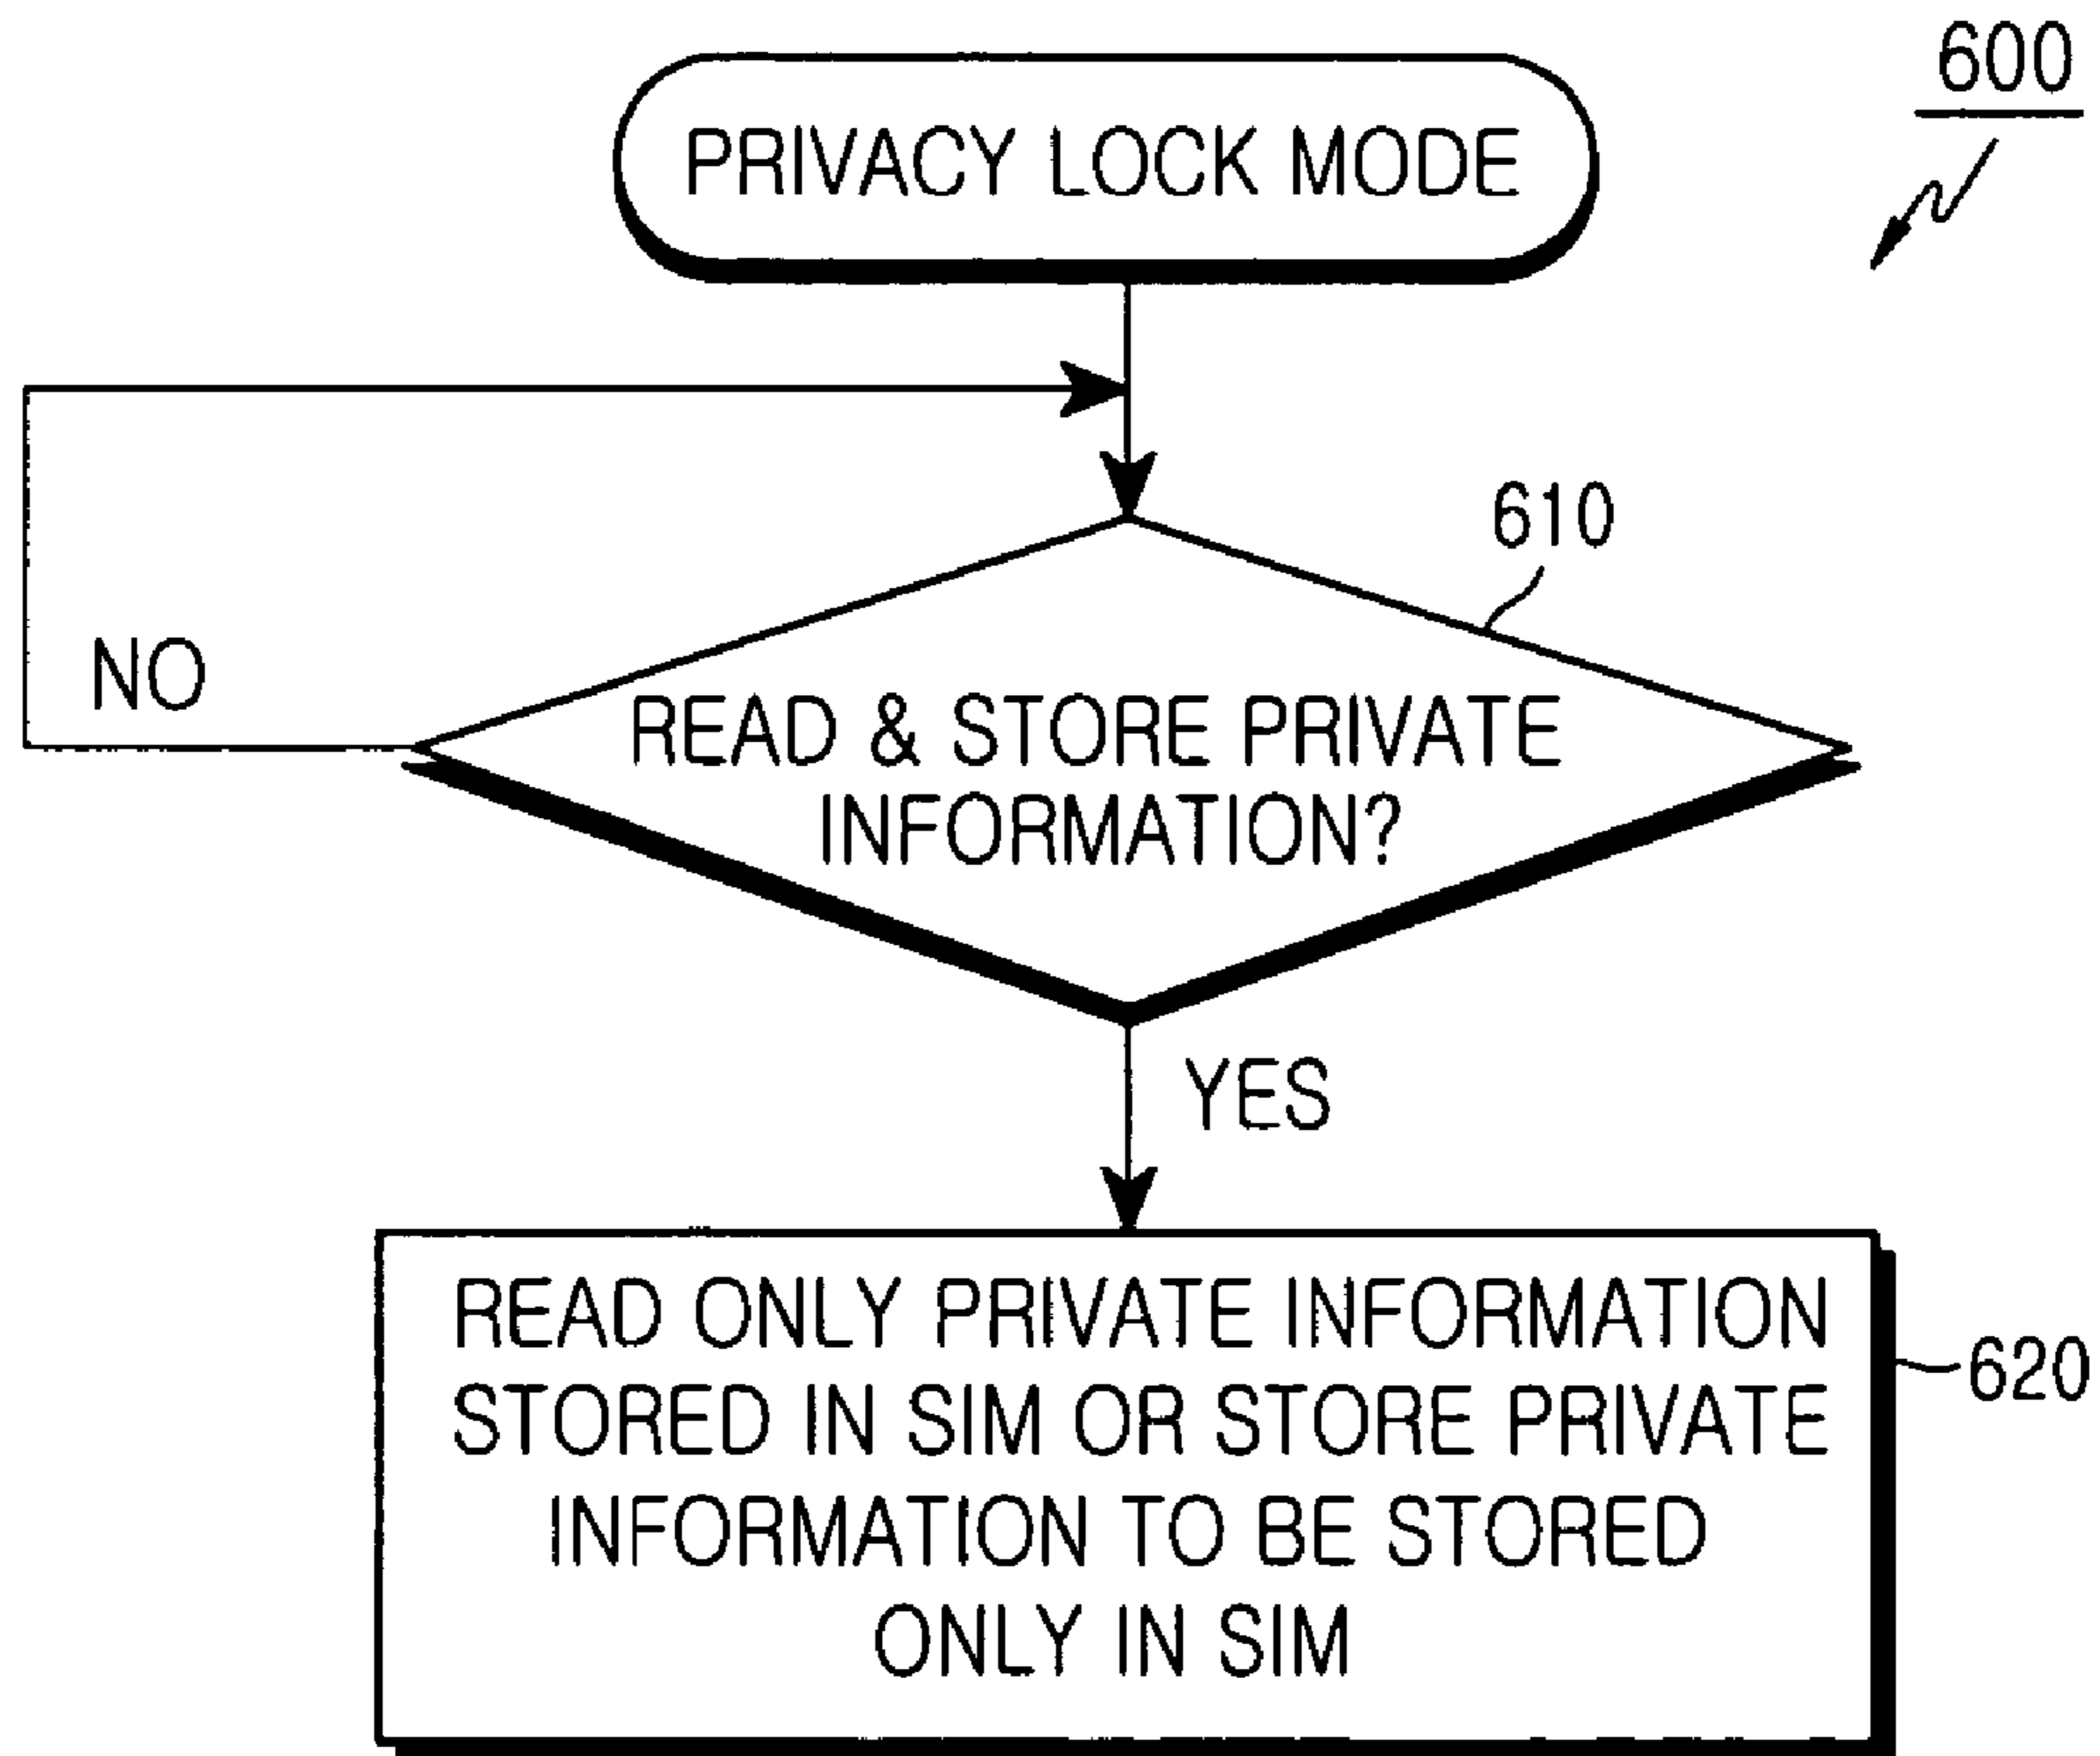 600
PRIVACY LOCK MODE
610
NO
READ & STORE PRIVATE
INFORMATION?
YES
READ ONLY PRIVATE INFORMATION
STORED IN SIM OR STORE PRIVATE
INFORMATION TO BE STORED
ONLY IN SIM
620